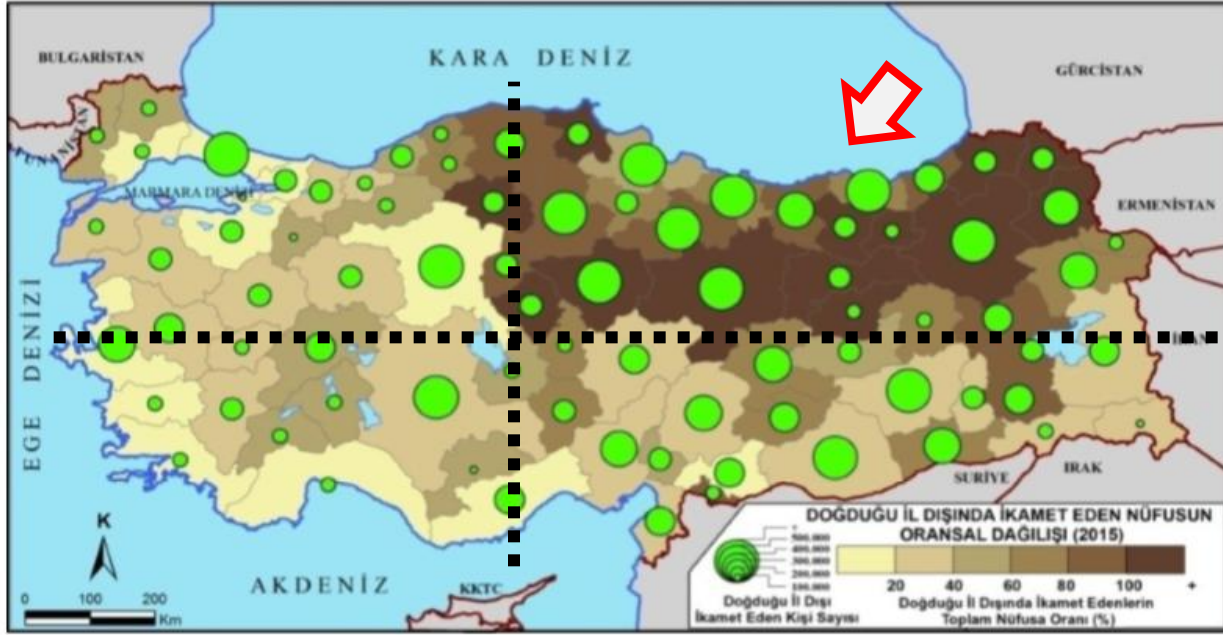 BULGARİSTAN
KARA DENİZ
GÜRCİSTAN
YUNANİSTAN
MARMARA DENİZİ
ERMENİSTAN
EGE DENİZİ
İRAN
SURİYE
IRAK
K
AKDENİZ
KKTC
0 100 200
Km
DOĞDUĞU İL DIŞINDA İKAMET EDEN NÜFUSUN
ORANSAL DAĞILIŞI (2015)
+
500.000
400.000
300.000
200.000
100.000
20 40 60 80 100 +
Doğduğu İl Dışı
İkamet Eden Kişi Sayısı
Doğduğu İl Dışında İkamet Edenlerin
Toplam Nüfusa Oranı (%)